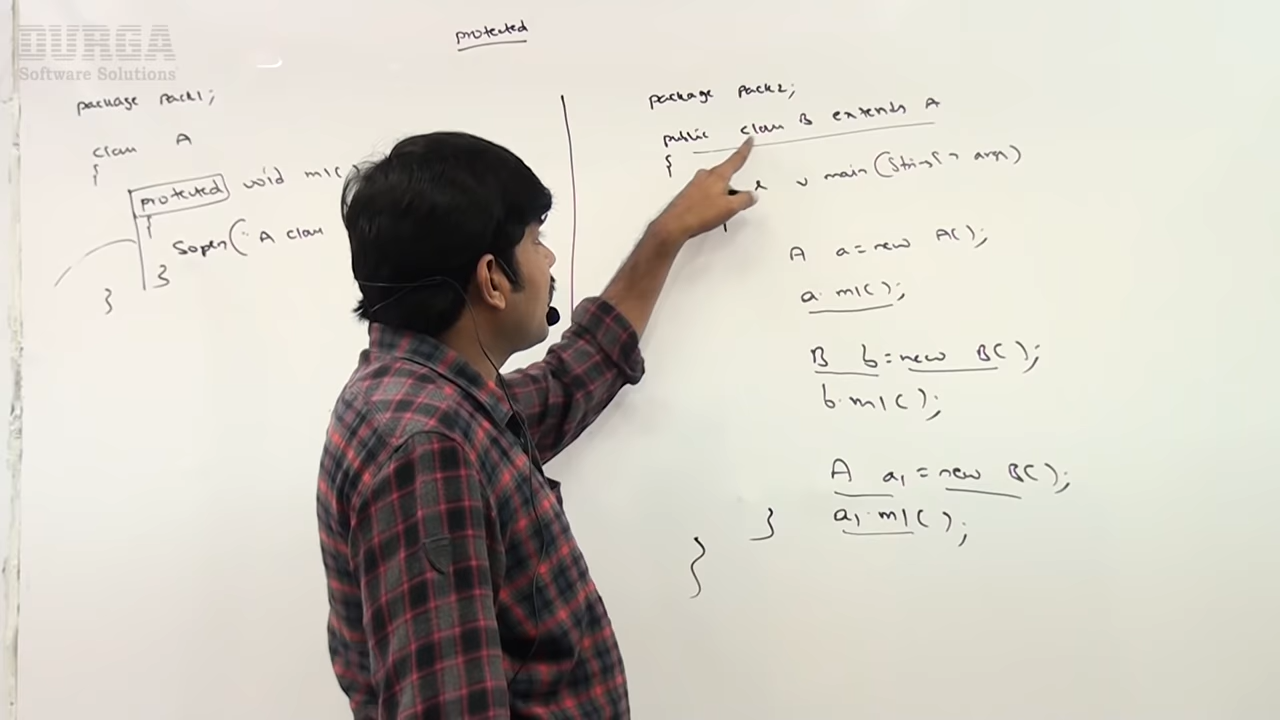 DURGA
Software Solutions
protected
package pack1;
class A
{
protected void m1(
{
Sopln("A class
}
}
package pack2;
public class B extends A
{
v main(String[] args)
A a=new A();
a.m1();
B b=new B();
b.m1();
A a1=new B();
a1.m1();
}
}